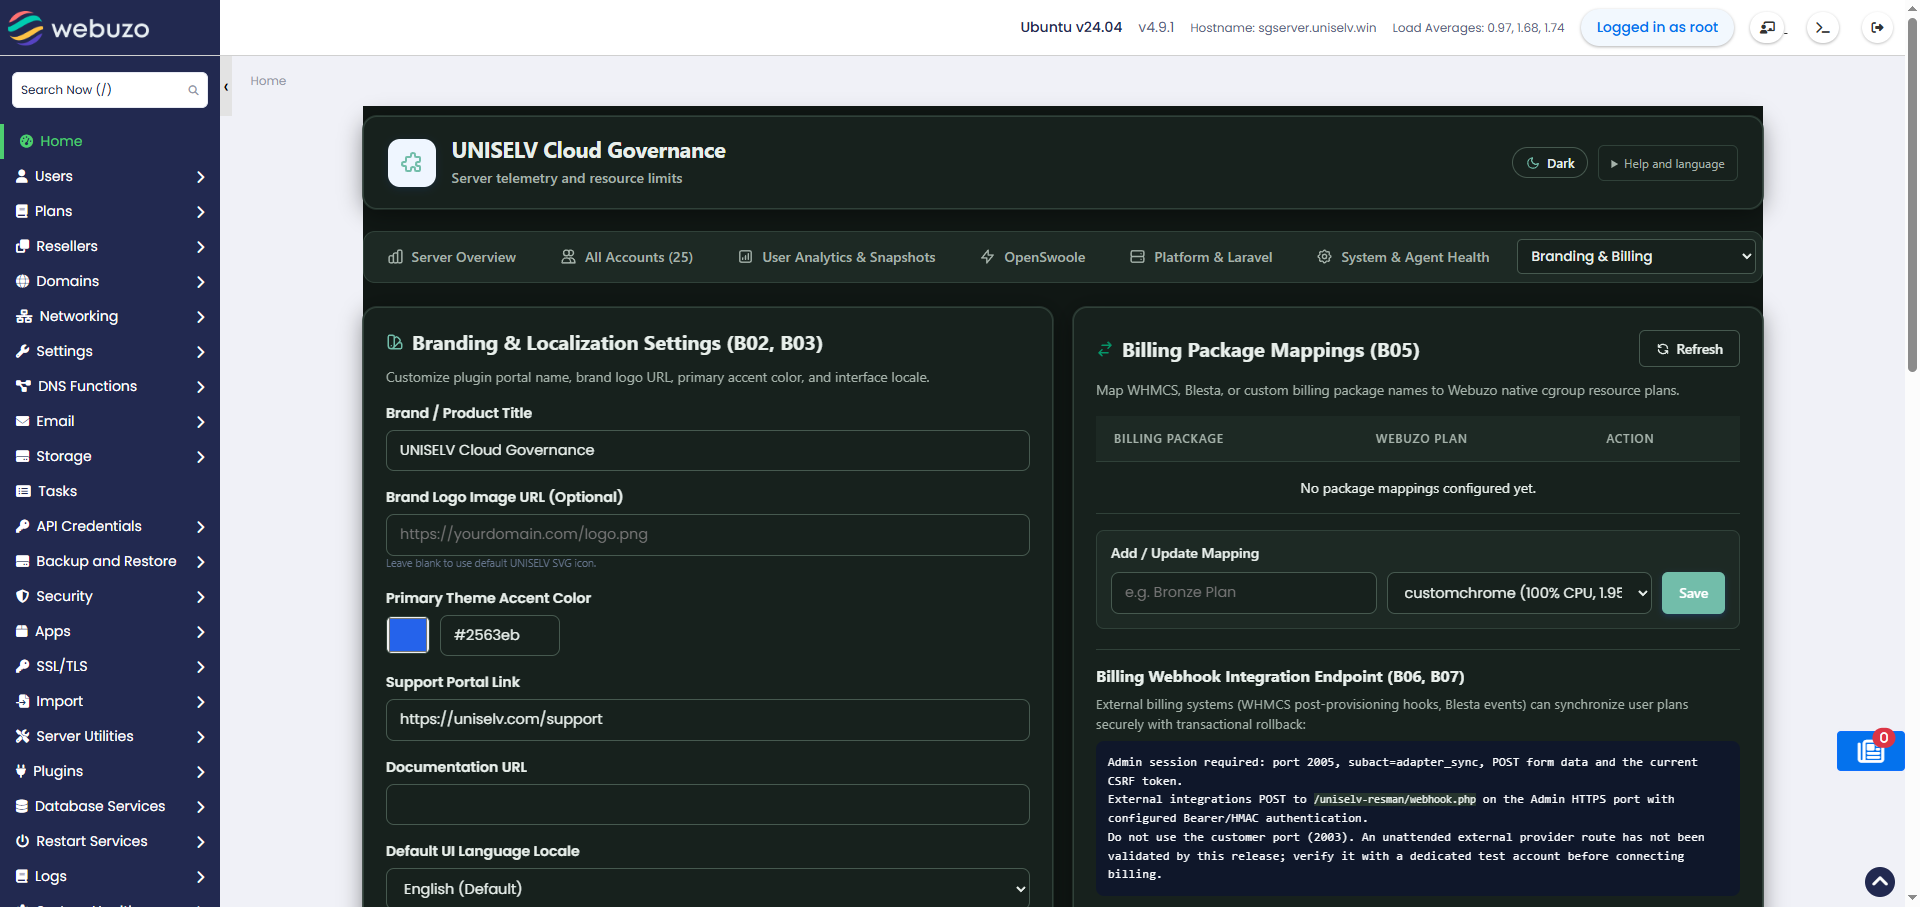 webuzo
Ubuntu v24.04
v4.9.1
Hostname: sgserver.uniselv.win
Load Averages: 0.97, 1.68, 1.74
Logged in as root
Search Now (/)
Home
Users
Plans
Resellers
Domains
Networking
Settings
DNS Functions
Email
Storage
Tasks
API Credentials
Backup and Restore
Security
Apps
SSL/TLS
Import
Server Utilities
Plugins
Database Services
Restart Services
Logs
Home
UNISELV Cloud Governance
Server telemetry and resource limits
Dark
Help and language
Server Overview
All Accounts (25)
User Analytics & Snapshots
OpenSwoole
Platform & Laravel
System & Agent Health
Branding & Billing
Branding & Localization Settings (B02, B03)
Customize plugin portal name, brand logo URL, primary accent color, and interface locale.
Brand / Product Title
UNISELV Cloud Governance
Brand Logo Image URL (Optional)
https://yourdomain.com/logo.png
Leave blank to use default UNISELV SVG icon.
Primary Theme Accent Color
#2563eb
Support Portal Link
https://uniselv.com/support
Documentation URL
Default UI Language Locale
English (Default)
Billing Package Mappings (B05)
Refresh
Map WHMCS, Blesta, or custom billing package names to Webuzo native cgroup resource plans.
BILLING PACKAGE
WEBUZO PLAN
ACTION
No package mappings configured yet.
Add / Update Mapping
e.g. Bronze Plan
customchrome (100% CPU, 1.95
Save
Billing Webhook Integration Endpoint (B06, B07)
External billing systems (WHMCS post-provisioning hooks, Blesta events) can synchronize user plans
securely with transactional rollback:
Admin session required: port 2005, subact=adapter_sync, POST form data and the current
CSRF token.
External integrations POST to /uniselv-resman/webhook.php on the Admin HTTPS port with
configured Bearer/HMAC authentication.
Do not use the customer port (2003). An unattended external provider route has not been
validated by this release; verify it with a dedicated test account before connecting
billing.
0